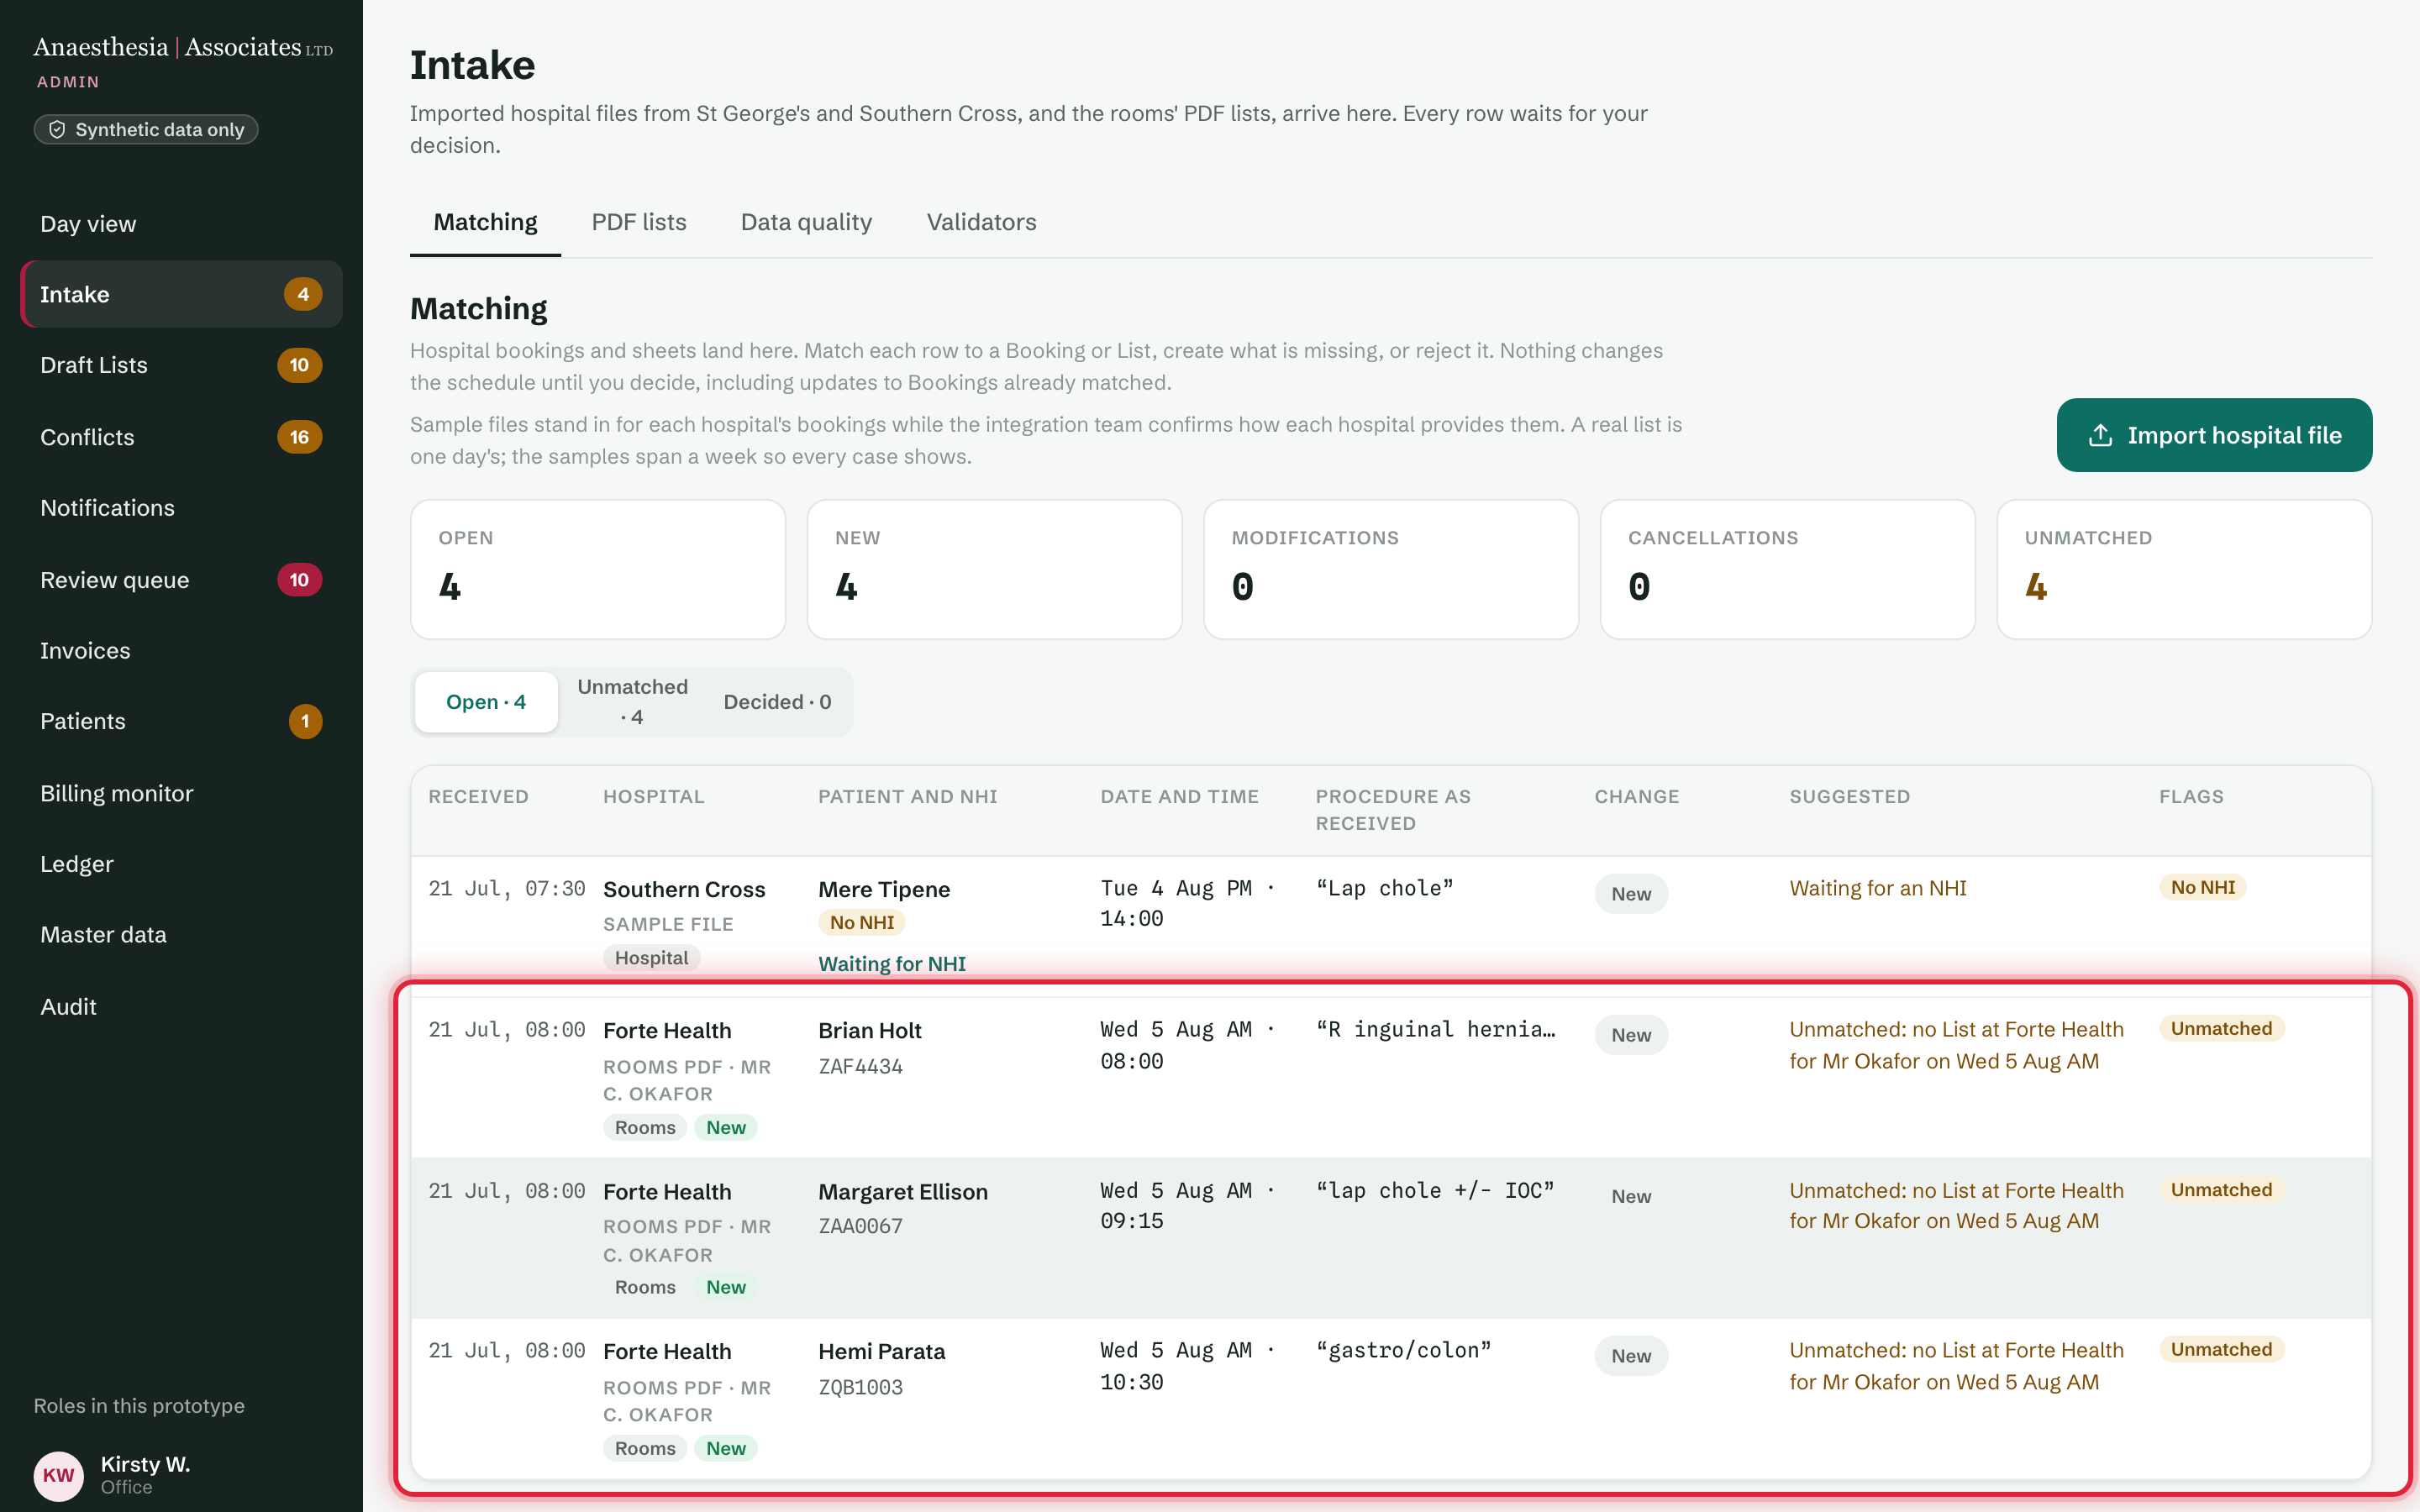 Anaesthesia | Associates LTD
ADMIN
Synthetic data only
Day view
Intake 4
Draft Lists 10
Conflicts 16
Notifications
Review queue 10
Invoices
Patients 1
Billing monitor
Ledger
Master data
Audit
Roles in this prototype
KW
Kirsty W.
Office
Intake
Imported hospital files from St George's and Southern Cross, and the rooms' PDF lists, arrive here. Every row waits for your
decision.
Matching PDF lists Data quality Validators
Matching
Hospital bookings and sheets land here. Match each row to a Booking or List, create what is missing, or reject it. Nothing changes
the schedule until you decide, including updates to Bookings already matched.
Sample files stand in for each hospital's bookings while the integration team confirms how each hospital provides them. A real list is
one day's; the samples span a week so every case shows.
Import hospital file
OPEN
4
NEW
4
MODIFICATIONS
0
CANCELLATIONS
0
UNMATCHED
4
Open · 4
Unmatched
· 4
Decided · 0
RECEIVED HOSPITAL PATIENT AND NHI DATE AND TIME PROCEDURE AS CHANGE SUGGESTED FLAGS
RECEIVED
21 Jul, 07:30 Southern Cross Mere Tipene Tue 4 Aug PM · “Lap chole” New Waiting for an NHI No NHI
SAMPLE FILE No NHI 14:00
Hospital Waiting for NHI
21 Jul, 08:00 Forte Health Brian Holt Wed 5 Aug AM · “R inguinal hernia… New Unmatched: no List at Forte Health Unmatched
ROOMS PDF · MR ZAF4434 08:00 for Mr Okafor on Wed 5 Aug AM
C. OKAFOR
Rooms New
21 Jul, 08:00 Forte Health Margaret Ellison Wed 5 Aug AM · “lap chole +/- IOC” New Unmatched: no List at Forte Health Unmatched
ROOMS PDF · MR ZAA0067 09:15 for Mr Okafor on Wed 5 Aug AM
C. OKAFOR
Rooms New
21 Jul, 08:00 Forte Health Hemi Parata Wed 5 Aug AM · “gastro/colon” New Unmatched: no List at Forte Health Unmatched
ROOMS PDF · MR ZQB1003 10:30 for Mr Okafor on Wed 5 Aug AM
C. OKAFOR
Rooms New